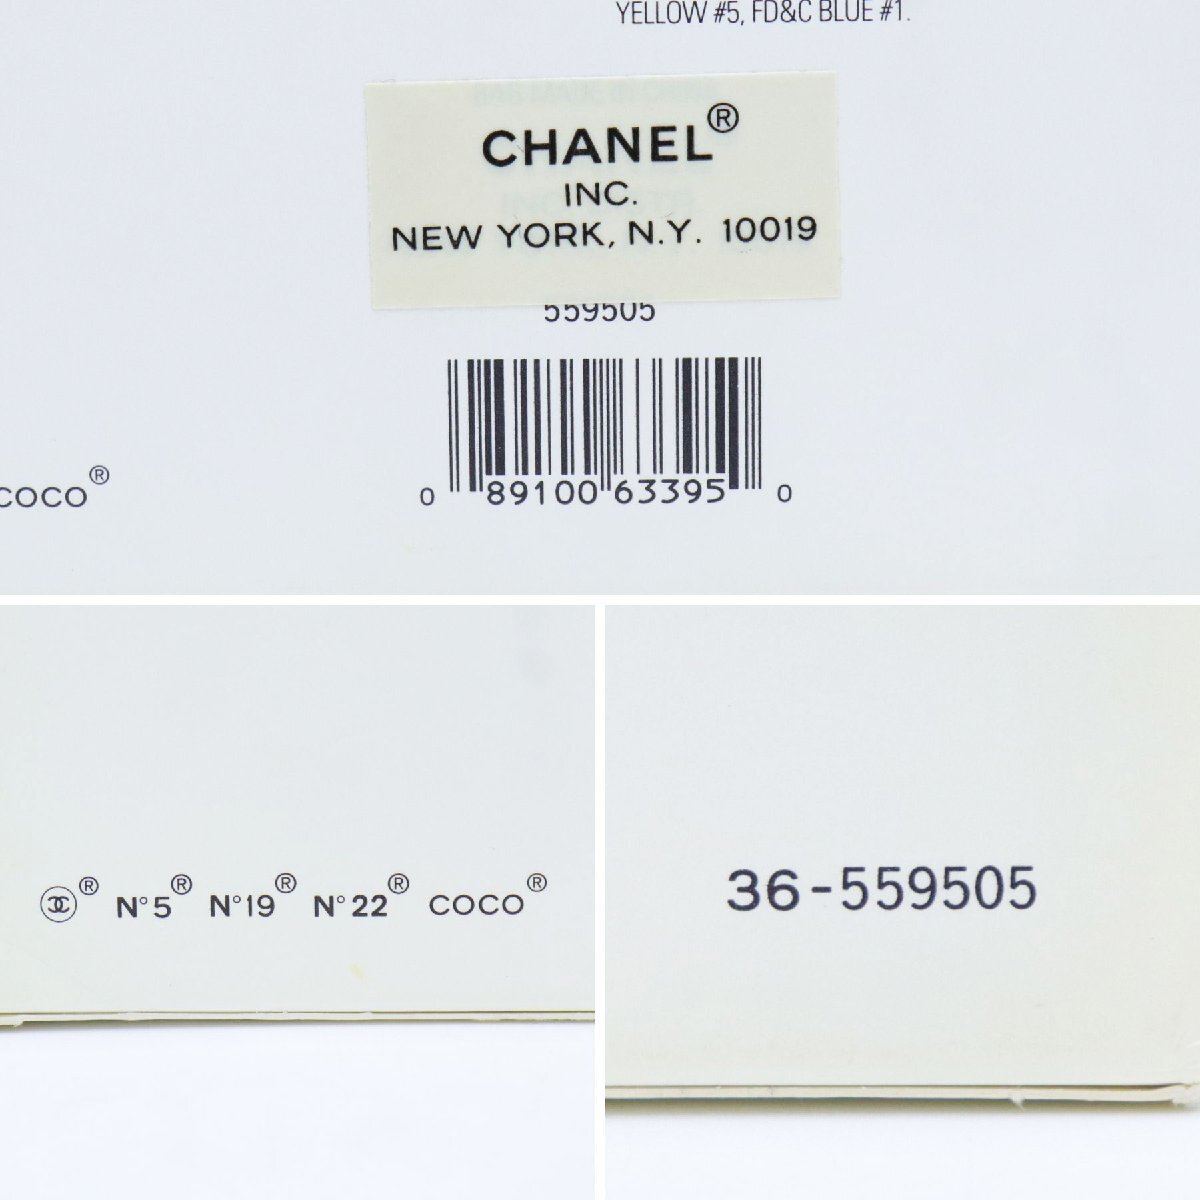 YELLOW #5, FD&C BLUE #1.
CHANEL®
INC.
NEW YORK, N.Y. 10019
559505
COCO®
0 89100 63395 0
® N°5® N°19® N°22® COCO®
36-559505